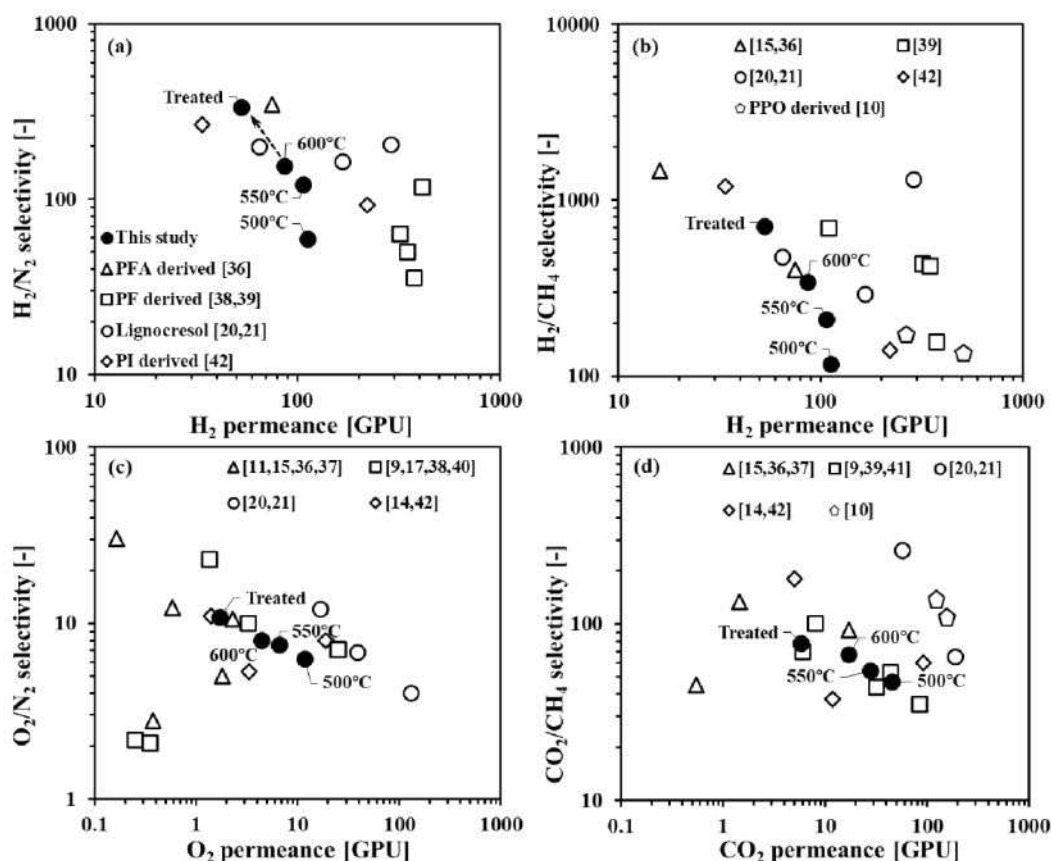 (a)
1000
100
10
H₂/N₂ selectivity [-]
Treated
600°C
550°C
500°C
This study
PFA derived [36]
PF derived [38,39]
Lignocresol [20,21]
PI derived [42]
10
100
1000
H₂ permeance [GPU]
(b)
10000
1000
100
H₂/CH₄ selectivity [-]
[15,36]
[39]
[20,21]
[42]
PPO derived [10]
Treated
600°C
550°C
500°C
10
100
1000
H₂ permeance [GPU]
(c)
100
10
1
O₂/N₂ selectivity [-]
[11,15,36,37]
[9,17,38,40]
[20,21]
[14,42]
Treated
550°C
600°C
500°C
0.1
1
10
100
1000
O₂ permeance [GPU]
(d)
1000
100
10
CO₂/CH₄ selectivity [-]
[15,36,37]
[9,39,41]
[20,21]
[14,42]
[10]
Treated
600°C
550°C
500°C
0.1
1
10
100
1000
CO₂ permeance [GPU]